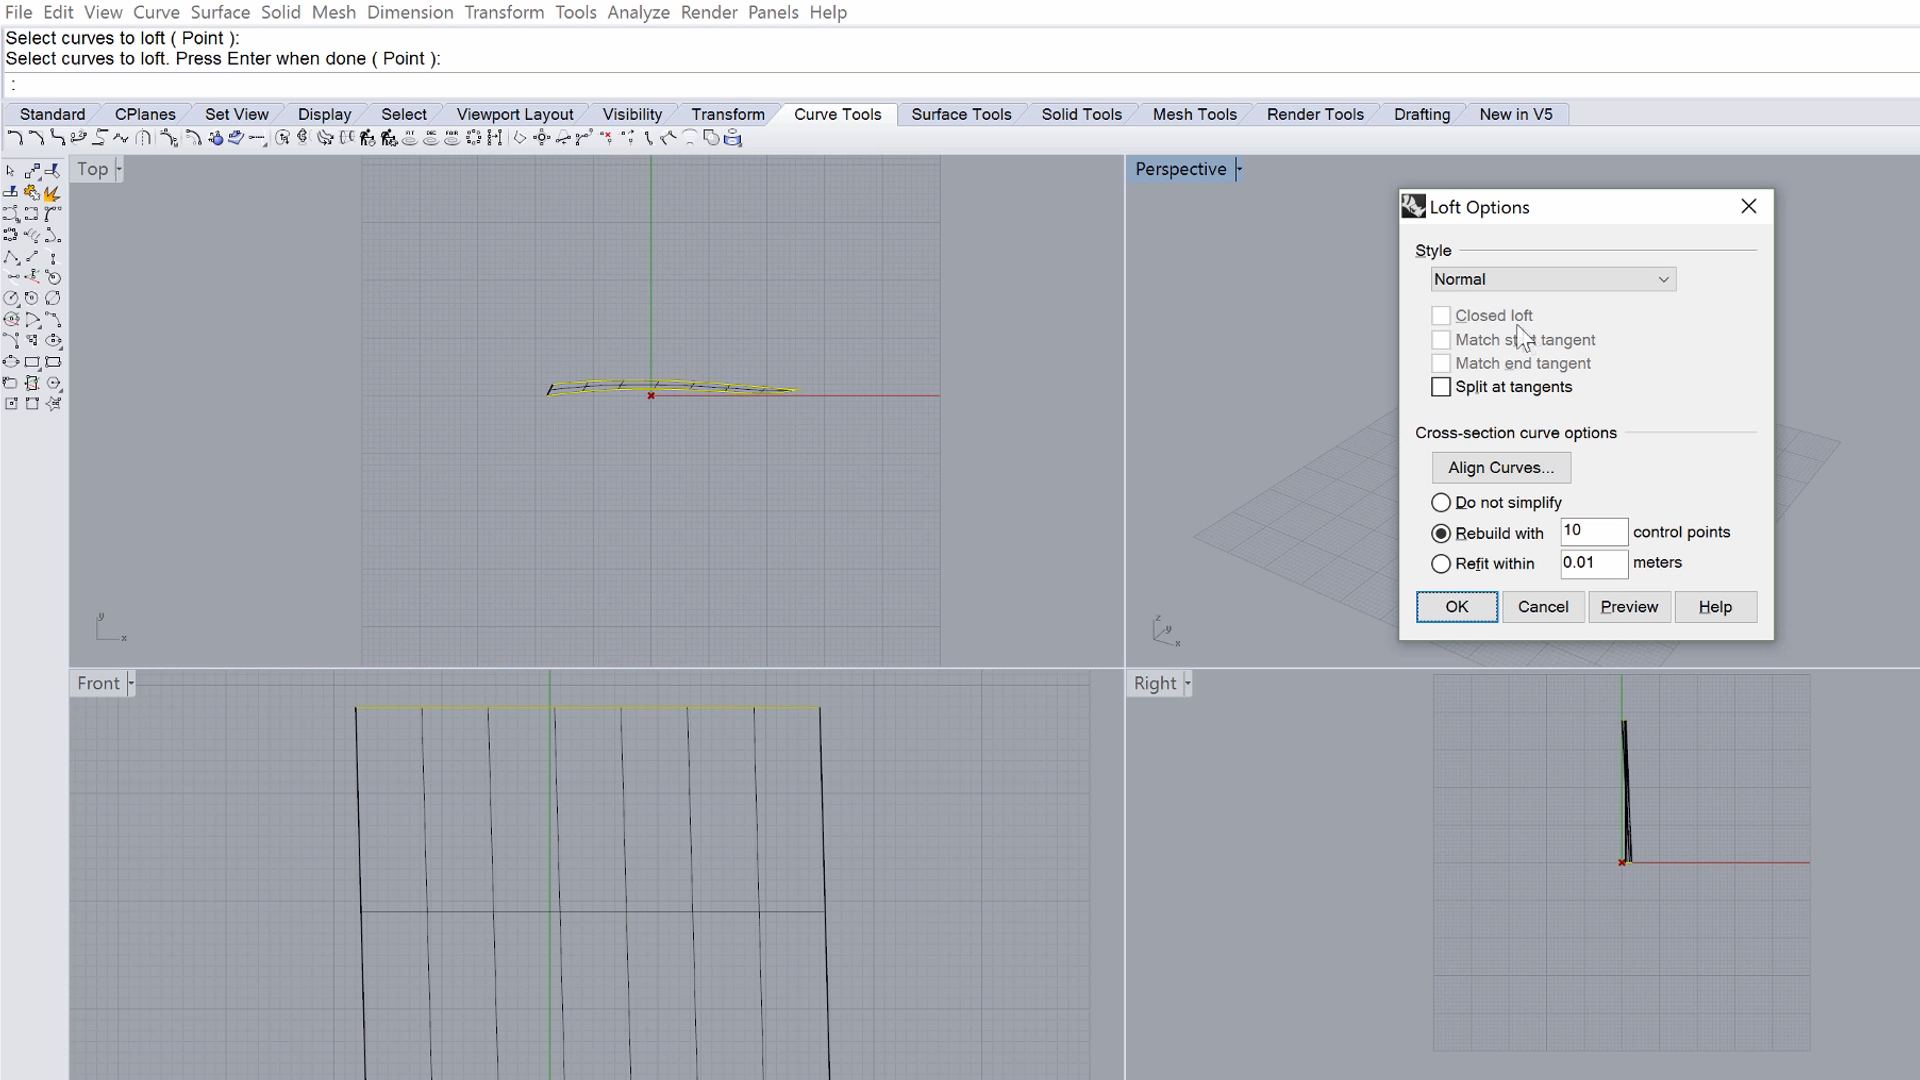 File Edit View Curve Surface Solid Mesh Dimension Transform Tools Analyze Render Panels Help
Select curves to loft ( Point ):
Select curves to loft. Press Enter when done ( Point ):
:
Standard CPlanes Set View Display Select Viewport Layout Visibility Transform Curve Tools Surface Tools Solid Tools Mesh Tools Render Tools Drafting New in V5
Top
Perspective
Loft Options
Style
Normal
Closed loft
Match st t tangent
Match end tangent
Split at tangents
Cross-section curve options
Align Curves...
Do not simplify
Rebuild with 10 control points
Refit within 0.01 meters
OK Cancel Preview Help
y
x
z
y
x
Front
Right